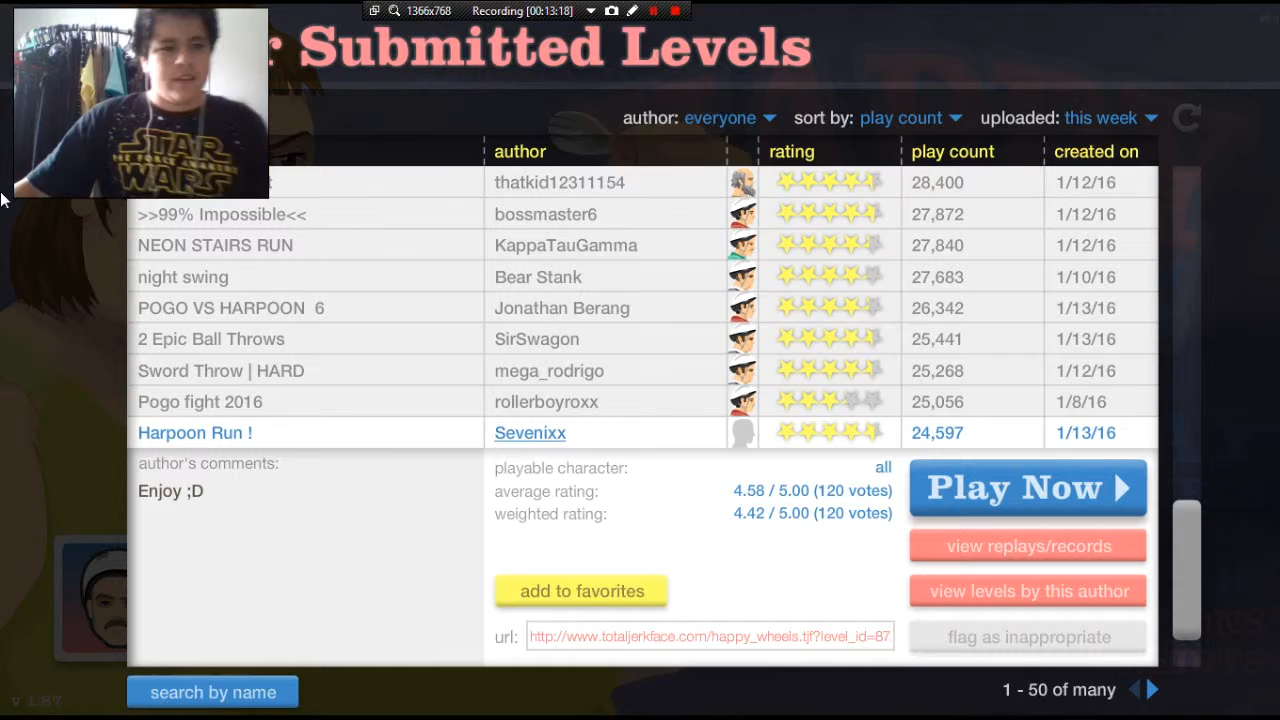 1366x768 Recording [00:13:18]
r Submitted Levels
author: everyone sort by: play count uploaded: this week
author rating play count created on
t thatkid12311154 28,400 1/12/16
>>99% Impossible<< bossmaster6 27,872 1/12/16
NEON STAIRS RUN KappaTauGamma 27,840 1/12/16
night swing Bear Stank 27,683 1/10/16
POGO VS HARPOON 6 Jonathan Berang 26,342 1/13/16
2 Epic Ball Throws SirSwagon 25,441 1/13/16
Sword Throw | HARD mega_rodrigo 25,268 1/12/16
Pogo fight 2016 rollerboyroxx 25,056 1/8/16
Harpoon Run ! Sevenixx 24,597 1/13/16
author's comments:
Enjoy ;D
playable character: all
average rating: 4.58 / 5.00 (120 votes)
weighted rating: 4.42 / 5.00 (120 votes)
add to favorites
url: http://www.totaljerkface.com/happy_wheels.tjf?level_id=87
Play Now
view replays/records
view levels by this author
flag as inappropriate
search by name
1 - 50 of many
v 1.87
STAR
THE FORCE AWAKENS
WARS